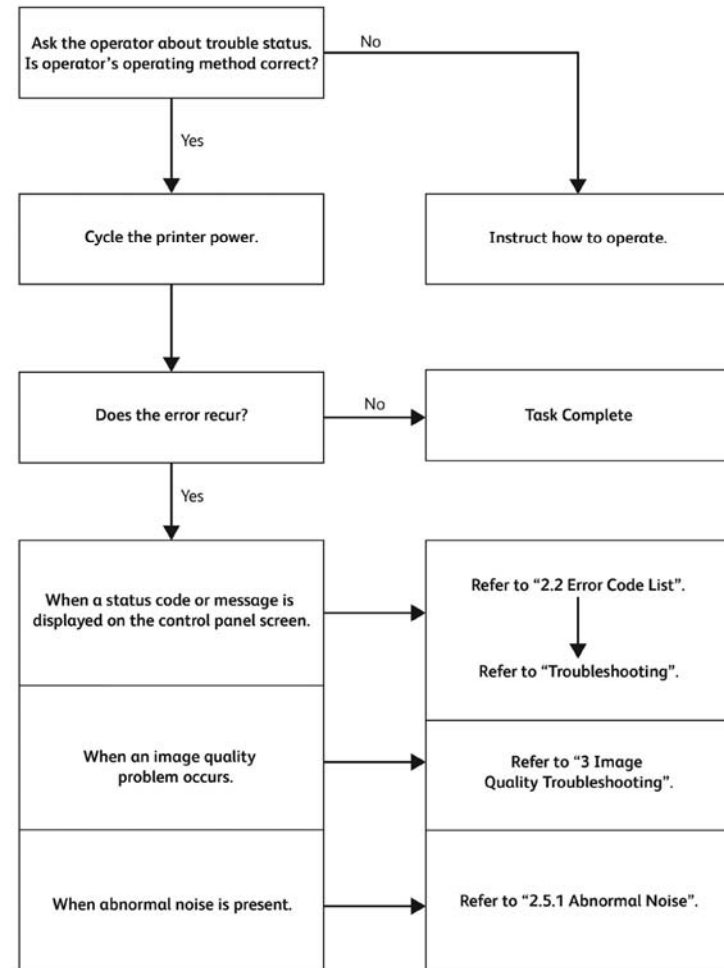 Ask the operator about trouble status.
Is operator's operating method correct?
No
Yes
Cycle the printer power.
Instruct how to operate.
Does the error recur?
No
Task Complete
Yes
When a status code or message is
displayed on the control panel screen.
Refer to “2.2 Error Code List”.
Refer to “Troubleshooting”.
When an image quality
problem occurs.
Refer to “3 Image
Quality Troubleshooting”.
When abnormal noise is present.
Refer to “2.5.1 Abnormal Noise”.